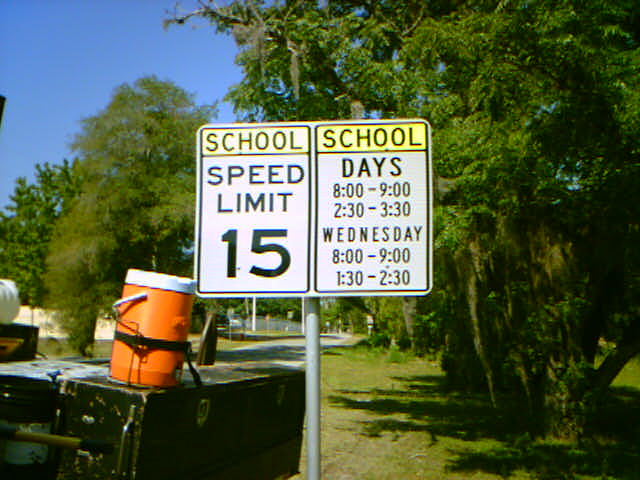 SCHOOL
SPEED
LIMIT
15
SCHOOL
DAYS
8:00-9:00
2:30-3:30
WEDNESDAY
8:00-9:00
1:30-2:30